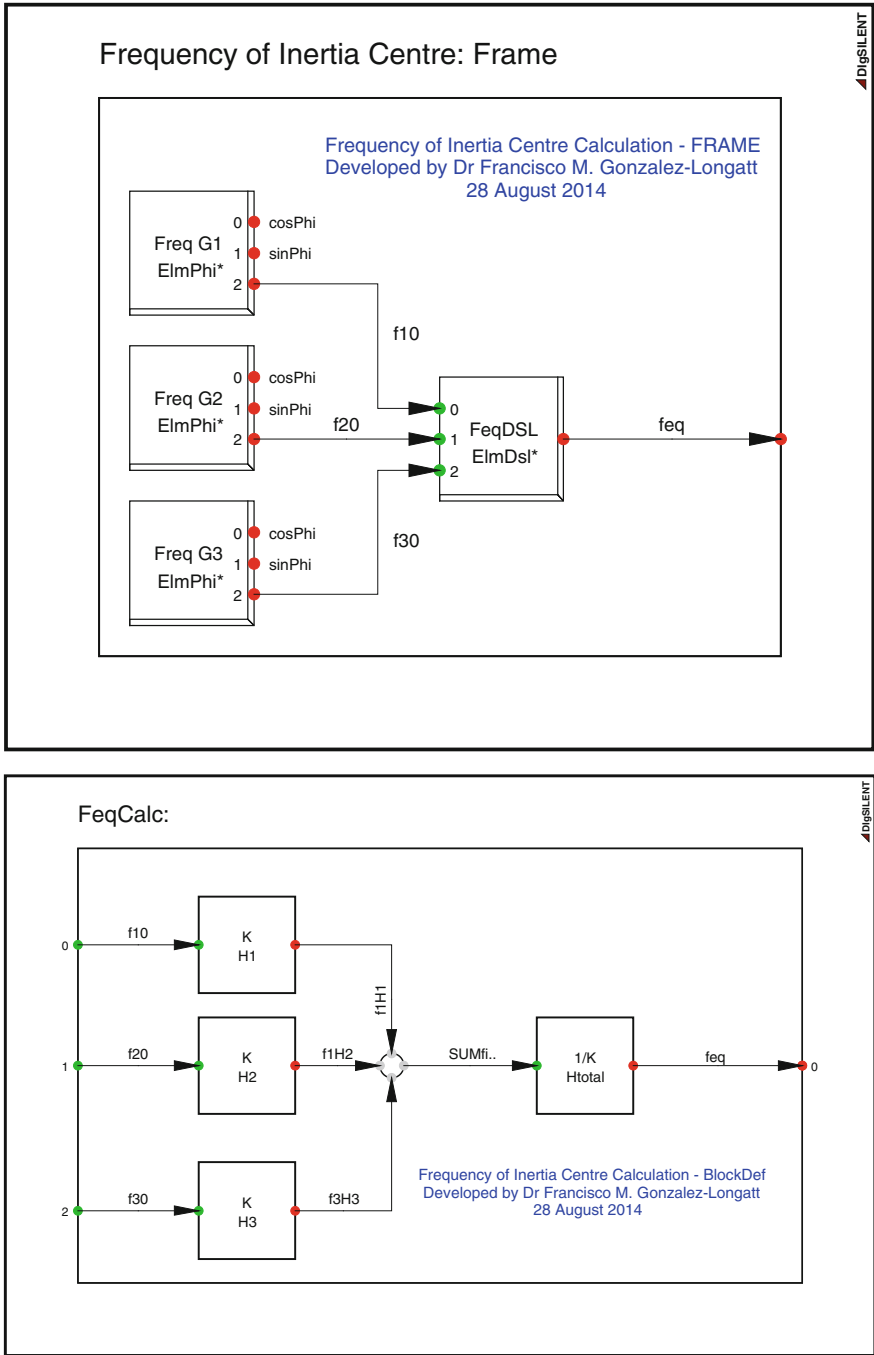 DIgSILENT
Frequency of Inertia Centre: Frame
Frequency of Inertia Centre Calculation - FRAME
Developed by Dr Francisco M. Gonzalez-Longatt
28 August 2014
Freq G1
ElmPhi*
0
cosPhi
1
sinPhi
2
f10
Freq G2
ElmPhi*
0
cosPhi
1
sinPhi
2
f20
Freq G3
ElmPhi*
0
cosPhi
1
sinPhi
2
f30
0
1
2
FeqDSL
ElmDsl*
feq
DIgSILENT
FeqCalc:
0
f10
K
H1
f1H1
1
f20
K
H2
f1H2
SUMfi..
1/K
Htotal
feq
0
2
f30
K
H3
f3H3
Frequency of Inertia Centre Calculation - BlockDef
Developed by Dr Francisco M. Gonzalez-Longatt
28 August 2014